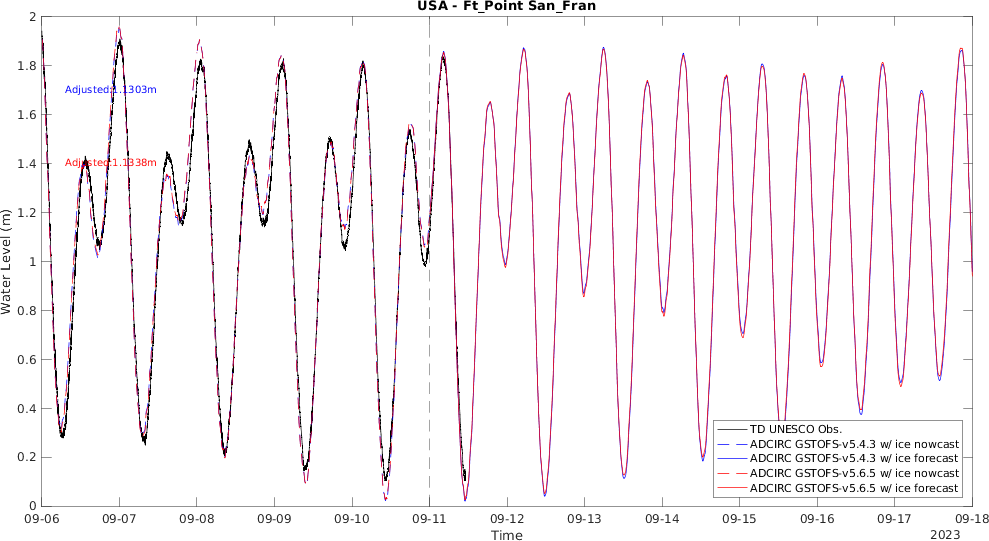 USA - Ft_Point San_Fran
2
1.8
1.6
1.4
1.2
1
0.8
0.6
0.4
0.2
0
Water Level (m)
Adjusted:1.1303m
Adjusted:1.1338m
TD UNESCO Obs.
ADCIRC GSTOFS-v5.4.3 w/ ice nowcast
ADCIRC GSTOFS-v5.4.3 w/ ice forecast
ADCIRC GSTOFS-v5.6.5 w/ ice nowcast
ADCIRC GSTOFS-v5.6.5 w/ ice forecast
09-06 09-07 09-08 09-09 09-10 09-11 09-12 09-13 09-14 09-15 09-16 09-17 09-18
Time
2023